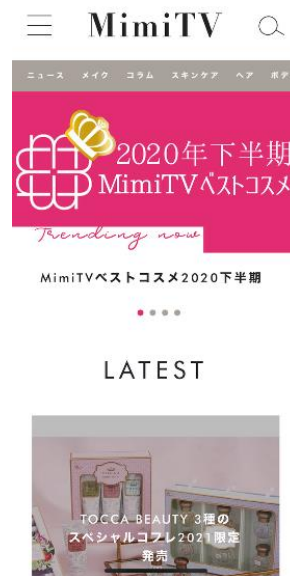 MimiTV
ニュース メイク コラム スキンケア ヘア ボデ
2020年下半期
MimiTVベストコスメ
Trending now
MimiTVベストコスメ2020下半期
LATEST
TOCCA BEAUTY 3種の
スペシャルコフレ2021限定
発売